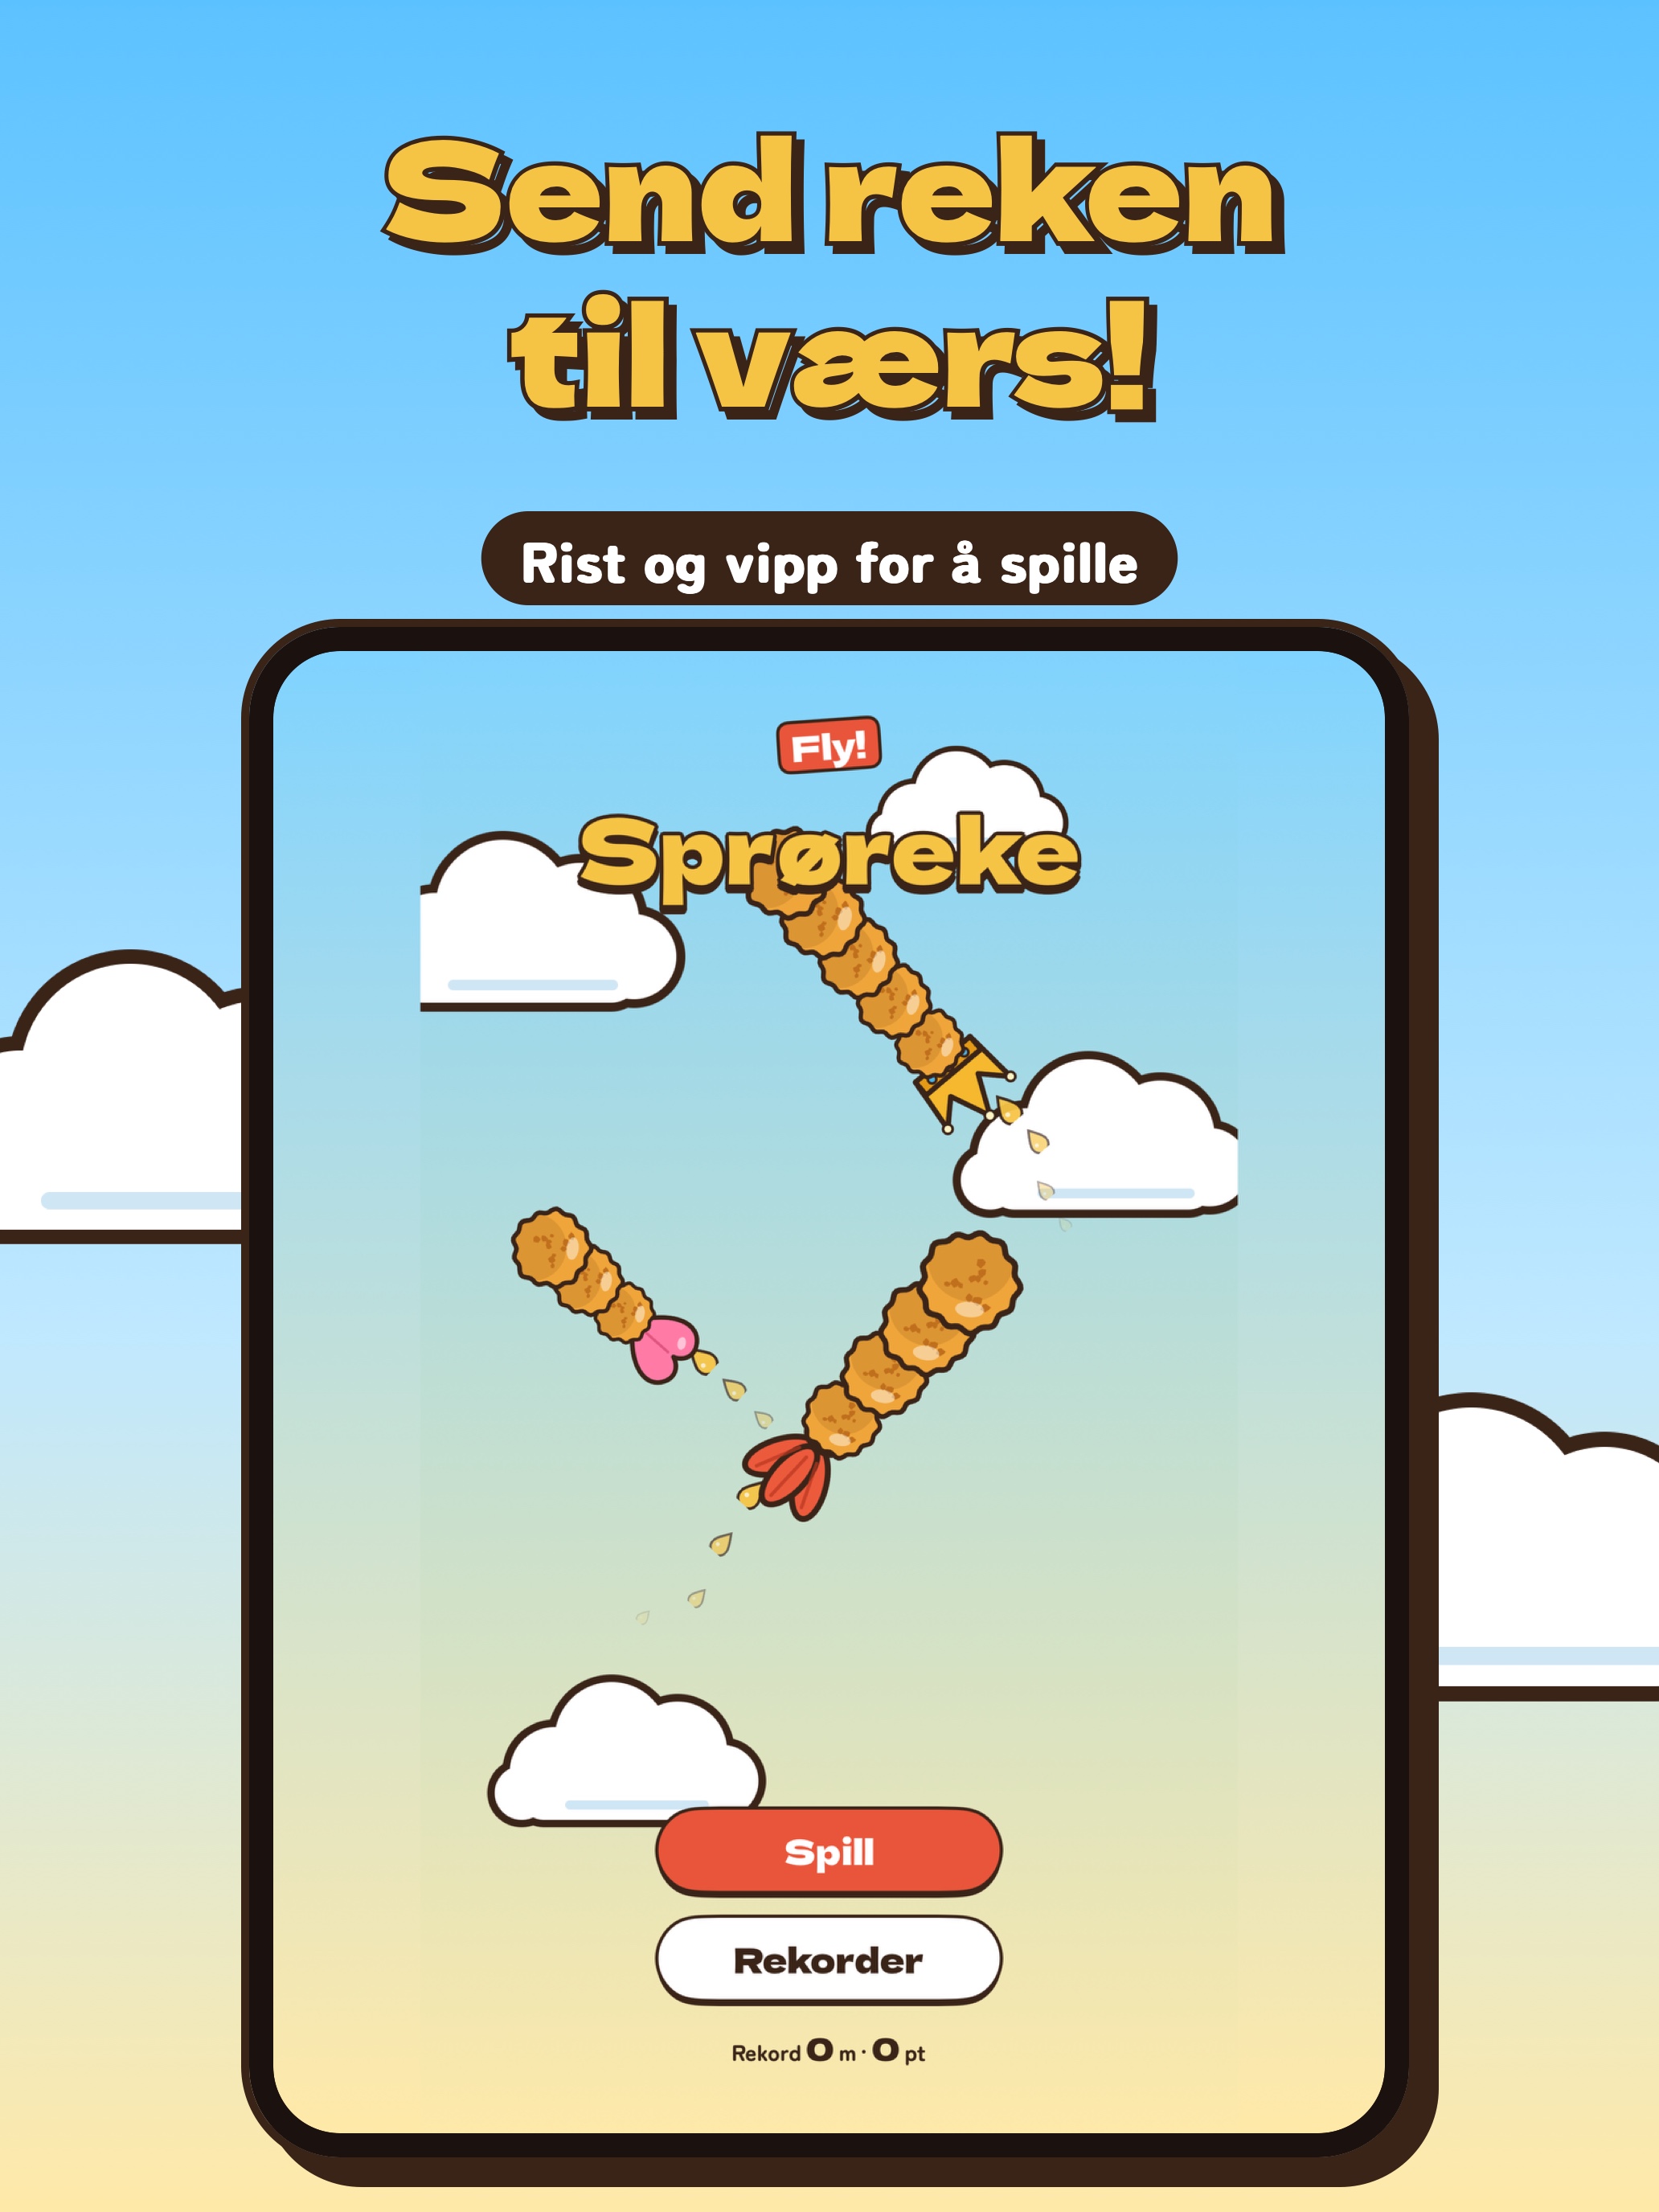 Send reken
til værs!
Rist og vipp for å spille
Fly!
Sprøreke
Spill
Rekorder
Rekord 0 m · 0 pt